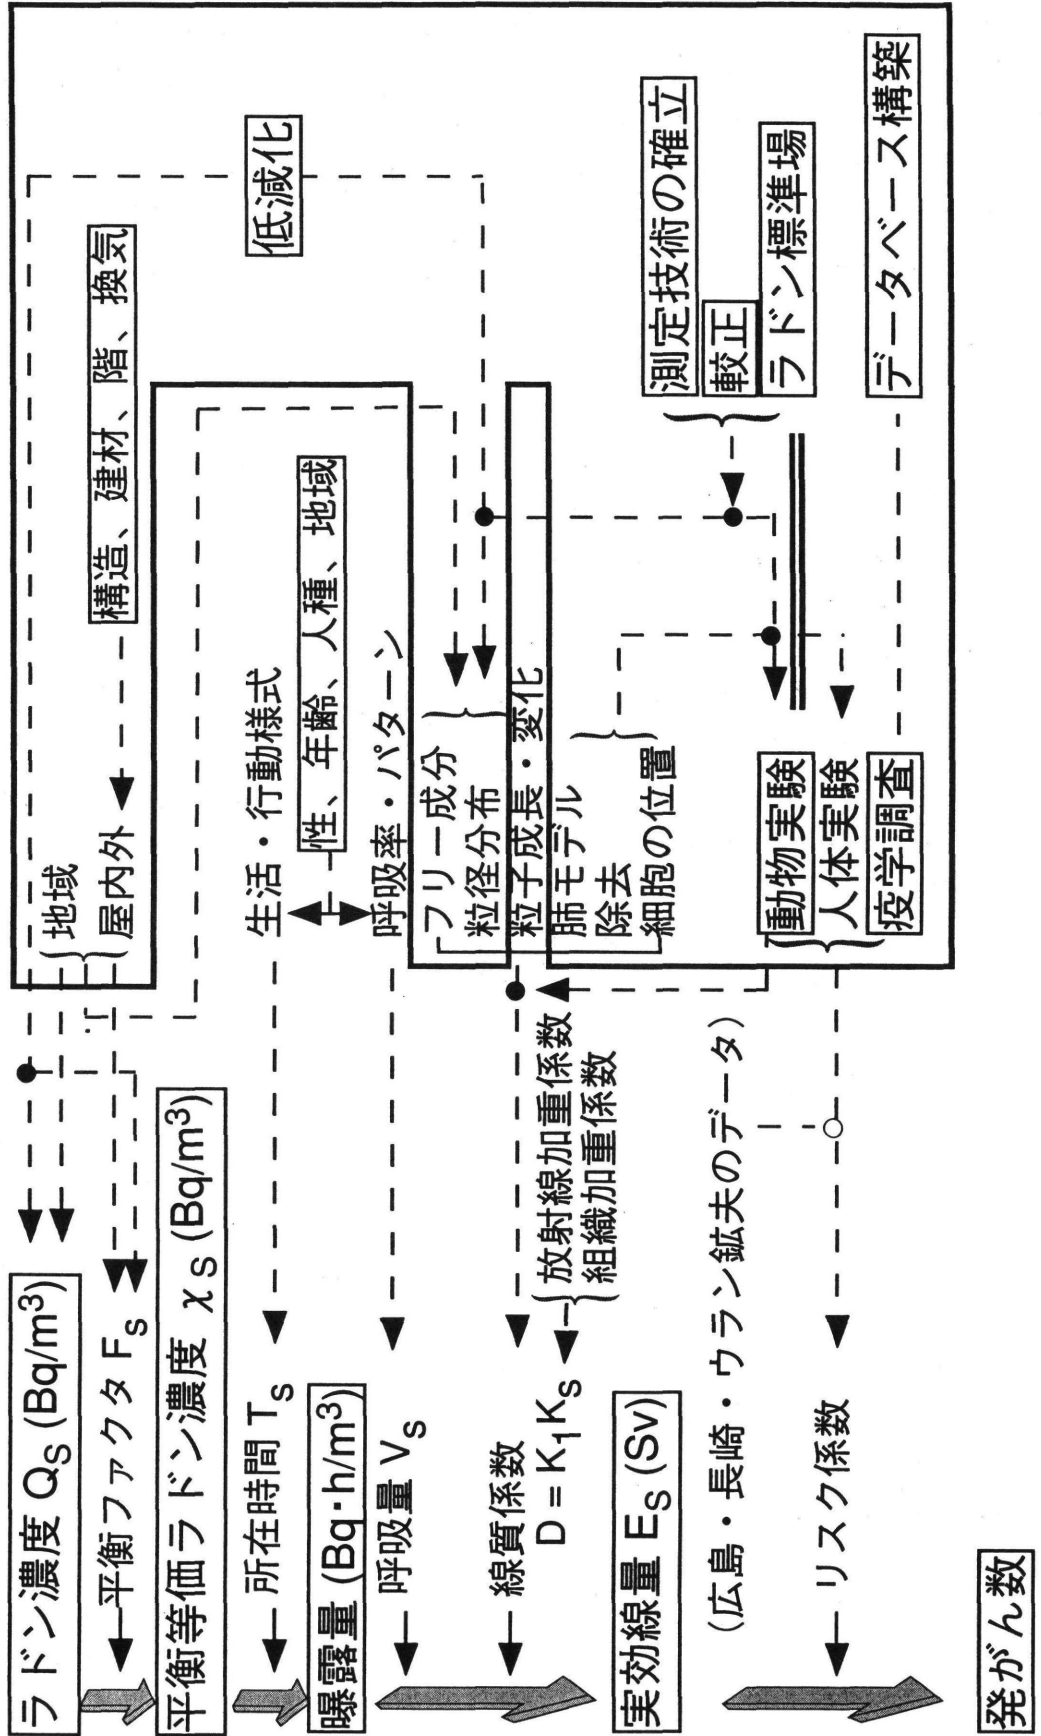 ラドン濃度 QS (Bq/m3)
平衡ファクタ FS
平衡等価ラドン濃度 χS (Bq/m3)
所在時間 TS
曝露量 (Bq・h/m3)
呼吸量 VS
線質係数
D = K1KS
実効線量 ES (Sv)
(広島・長崎・ウラン鉱夫のデータ)
リスク係数
発がん数
放射線加重係数
組織加重係数
地域
屋内外
構造、建材、階、換気
生活・行動様式
性、年齢、人種、地域
呼吸率・パターン
フリー成分
粒径分布
粒子成長・変化
肺モデル
除去
細胞の位置
動物実験
人体実験
疫学調査
低減化
測定技術の確立
較正
ラドン標準場
データベース構築